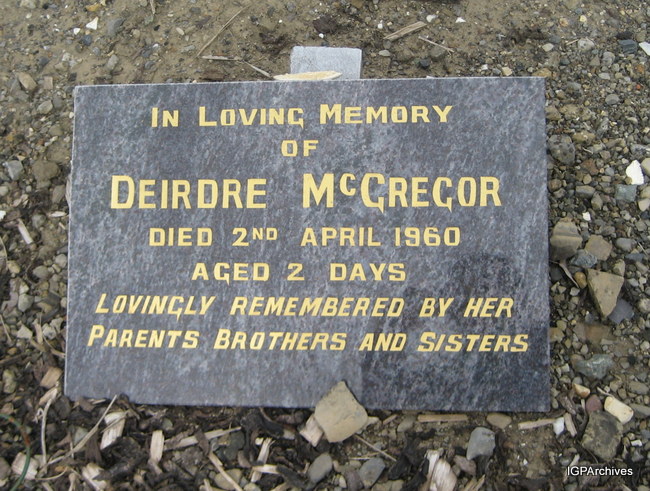 IN LOVING MEMORY
OF
DEIRDRE MCGREGOR
DIED 2ND APRIL 1960
AGED 2 DAYS
LOVINGLY REMEMBERED BY HER
PARENTS BROTHERS AND SISTERS
IGPArchives